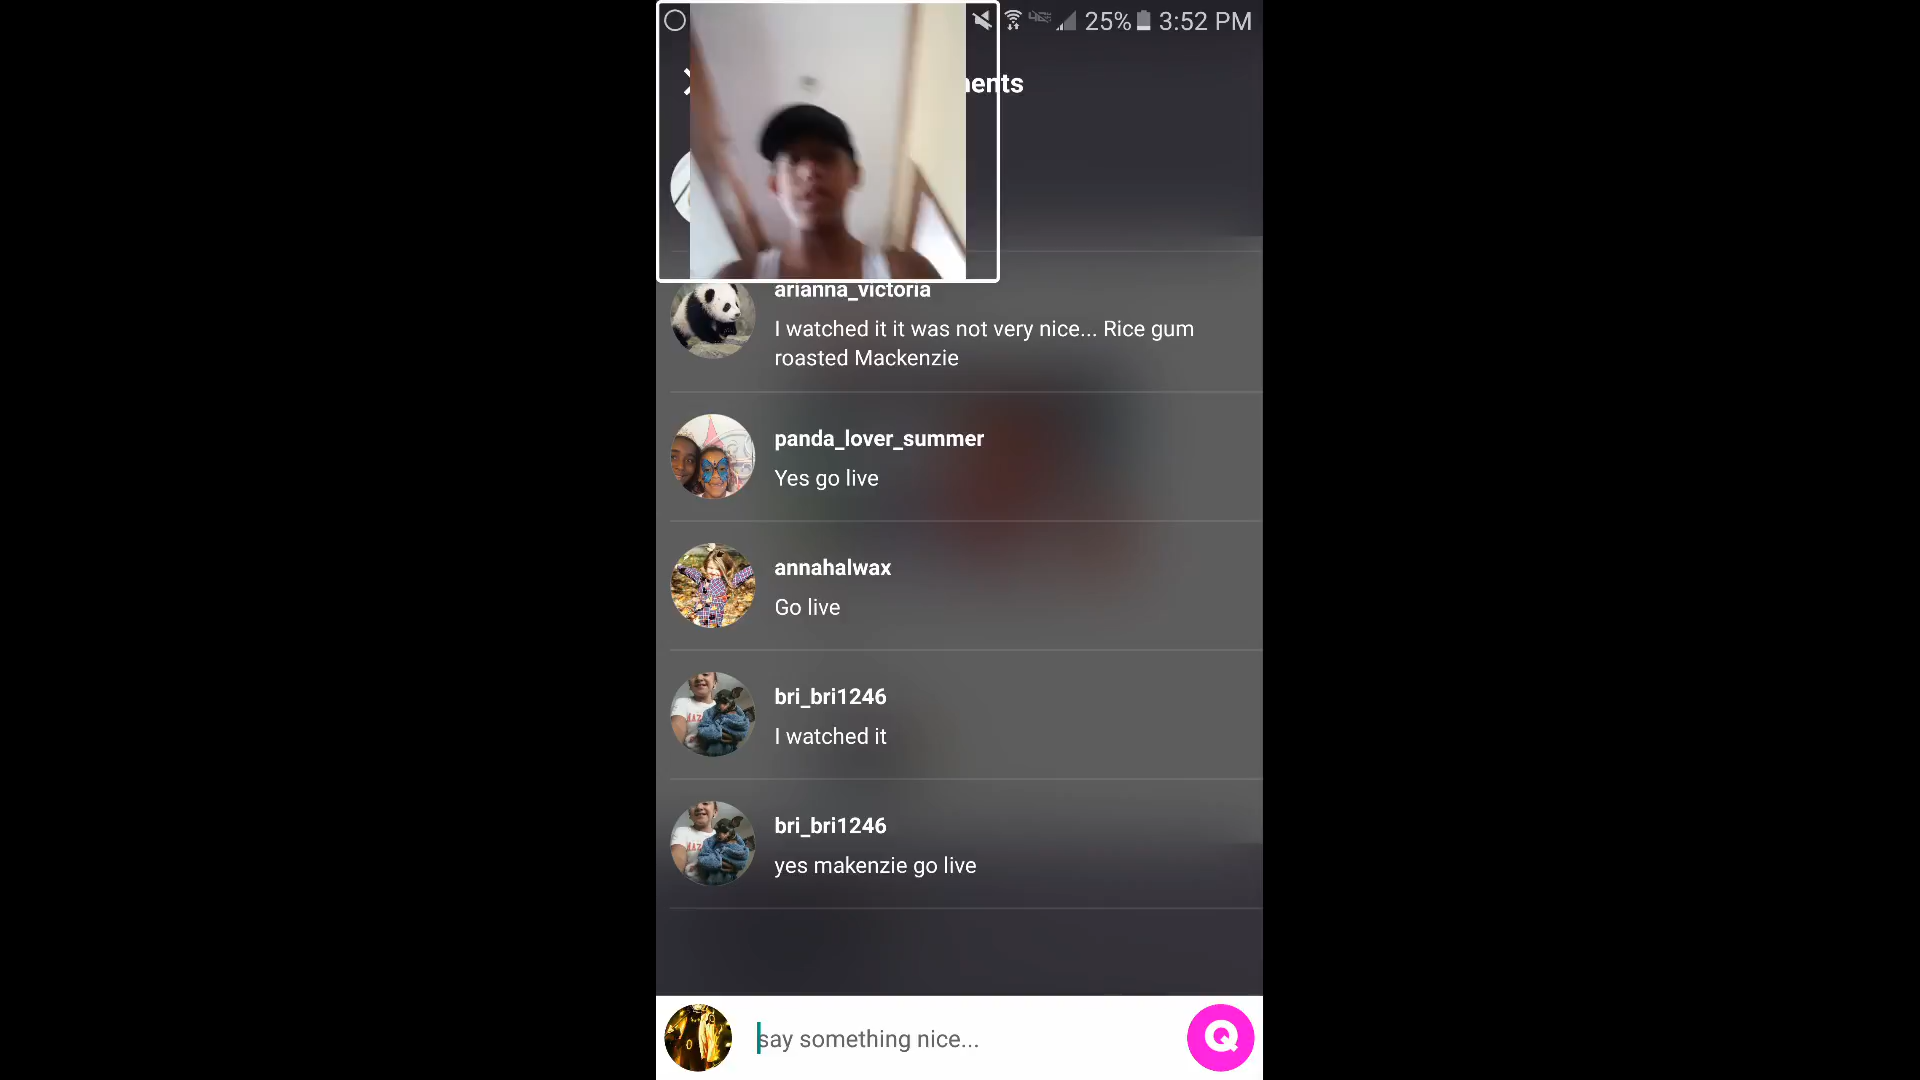 25% 3:52 PM
ents
arianna_victoria
I watched it it was not very nice... Rice gum
roasted Mackenzie
panda_lover_summer
Yes go live
annahalwax
Go live
bri_bri1246
I watched it
bri_bri1246
yes makenzie go live
say something nice...
Q